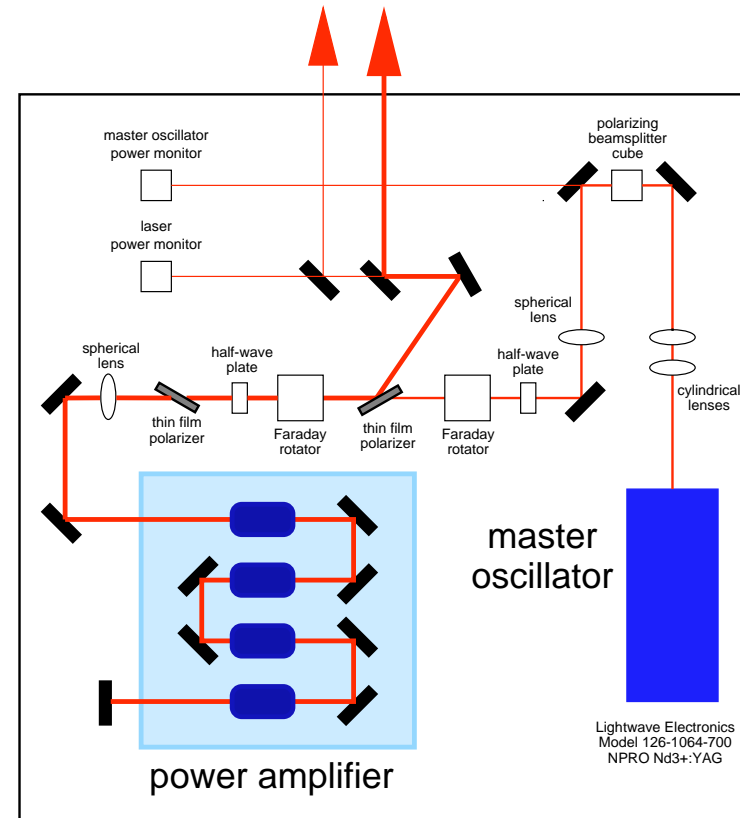 master oscillator
power monitor
polarizing
beamsplitter
cube
laser
power monitor
spherical
lens
spherical
lens
half-wave
plate
half-wave
plate
cylindrical
lenses
thin film
polarizer
Faraday
rotator
thin film
polarizer
Faraday
rotator
master
oscillator
Lightwave Electronics
Model 126-1064-700
NPRO Nd3+:YAG
power amplifier